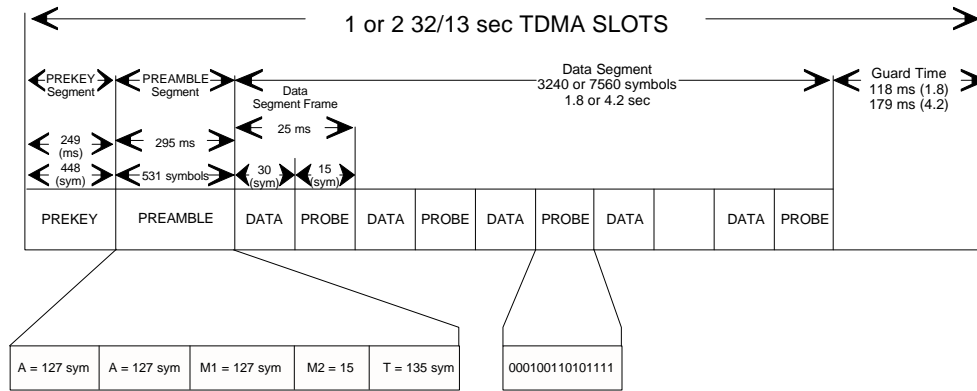 1 or 2 32/13 sec TDMA SLOTS
PREKEY
Segment
PREAMBLE
Segment
Data Segment
3240 or 7560 symbols
1.8 or 4.2 sec
Guard Time
118 ms (1.8)
179 ms (4.2)
Data
Segment Frame
25 ms
249
(ms)
295 ms
448
(sym)
531 symbols
30
(sym)
15
(sym)
PREKEY PREAMBLE DATA PROBE DATA PROBE DATA PROBE DATA DATA PROBE
A = 127 sym A = 127 sym M1 = 127 sym M2 = 15 T = 135 sym
000100110101111